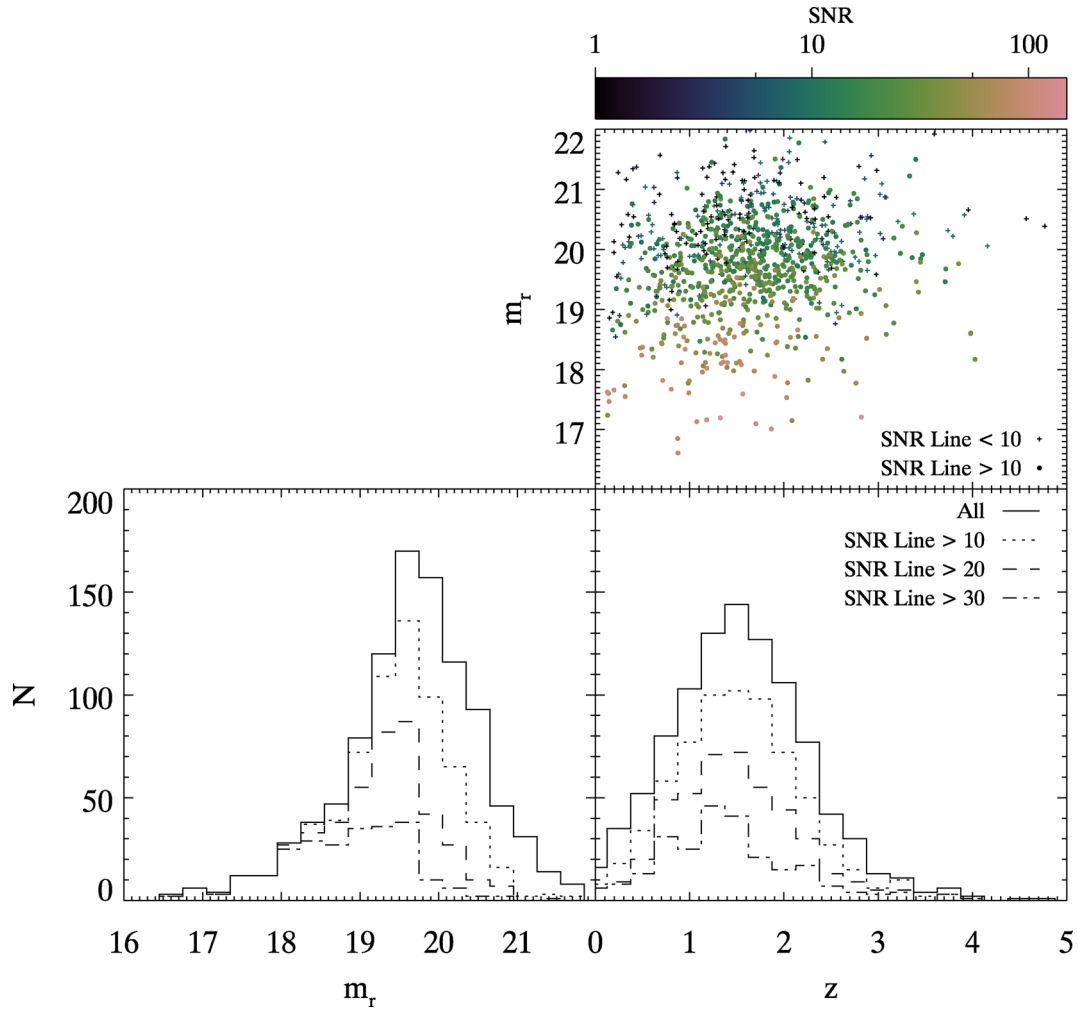 SNR
1 10 100
22
21
20
19
18
17
m_r
SNR Line < 10
SNR Line > 10
200
150
100
50
0
N
All
SNR Line > 10
SNR Line > 20
SNR Line > 30
16 17 18 19 20 21 0 1 2 3 4 5
m_r z